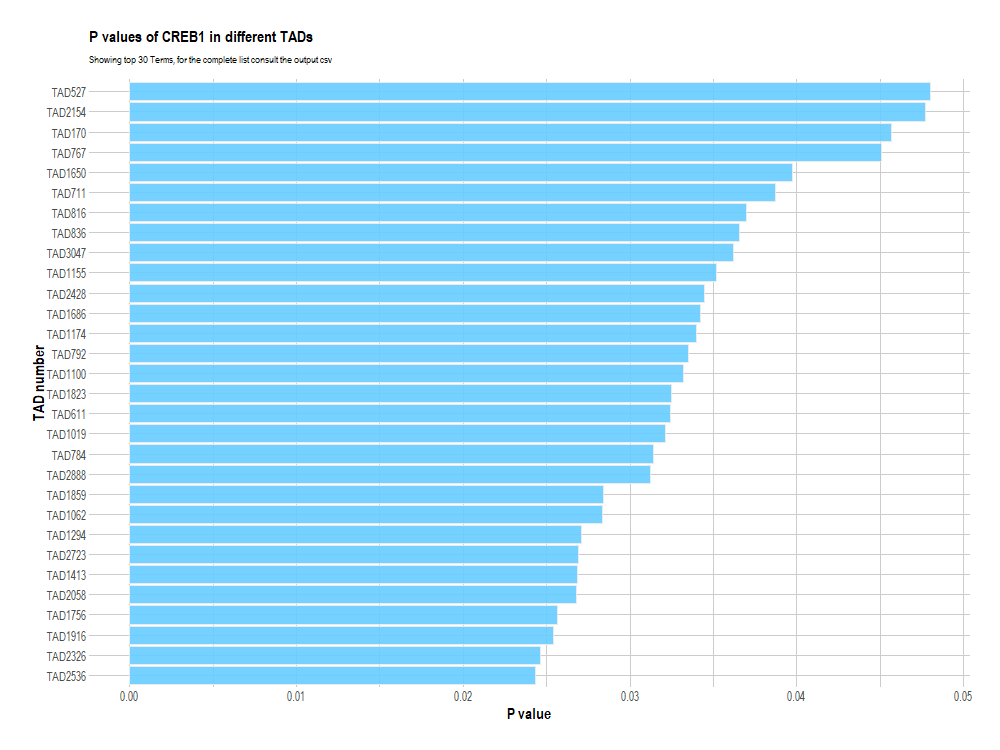 P values of CREB1 in different TADs
Showing top 30 Terms, for the complete list consult the output csv
TAD527
TAD2154
TAD170
TAD767
TAD1650
TAD711
TAD816
TAD836
TAD3047
TAD1155
TAD2428
TAD1686
TAD1174
TAD792
TAD1100
TAD1823
TAD611
TAD1019
TAD784
TAD2888
TAD1859
TAD1062
TAD1294
TAD2723
TAD1413
TAD2058
TAD1756
TAD1916
TAD2326
TAD2536
TAD number
0.00 0.01 0.02 0.03 0.04 0.05
P value